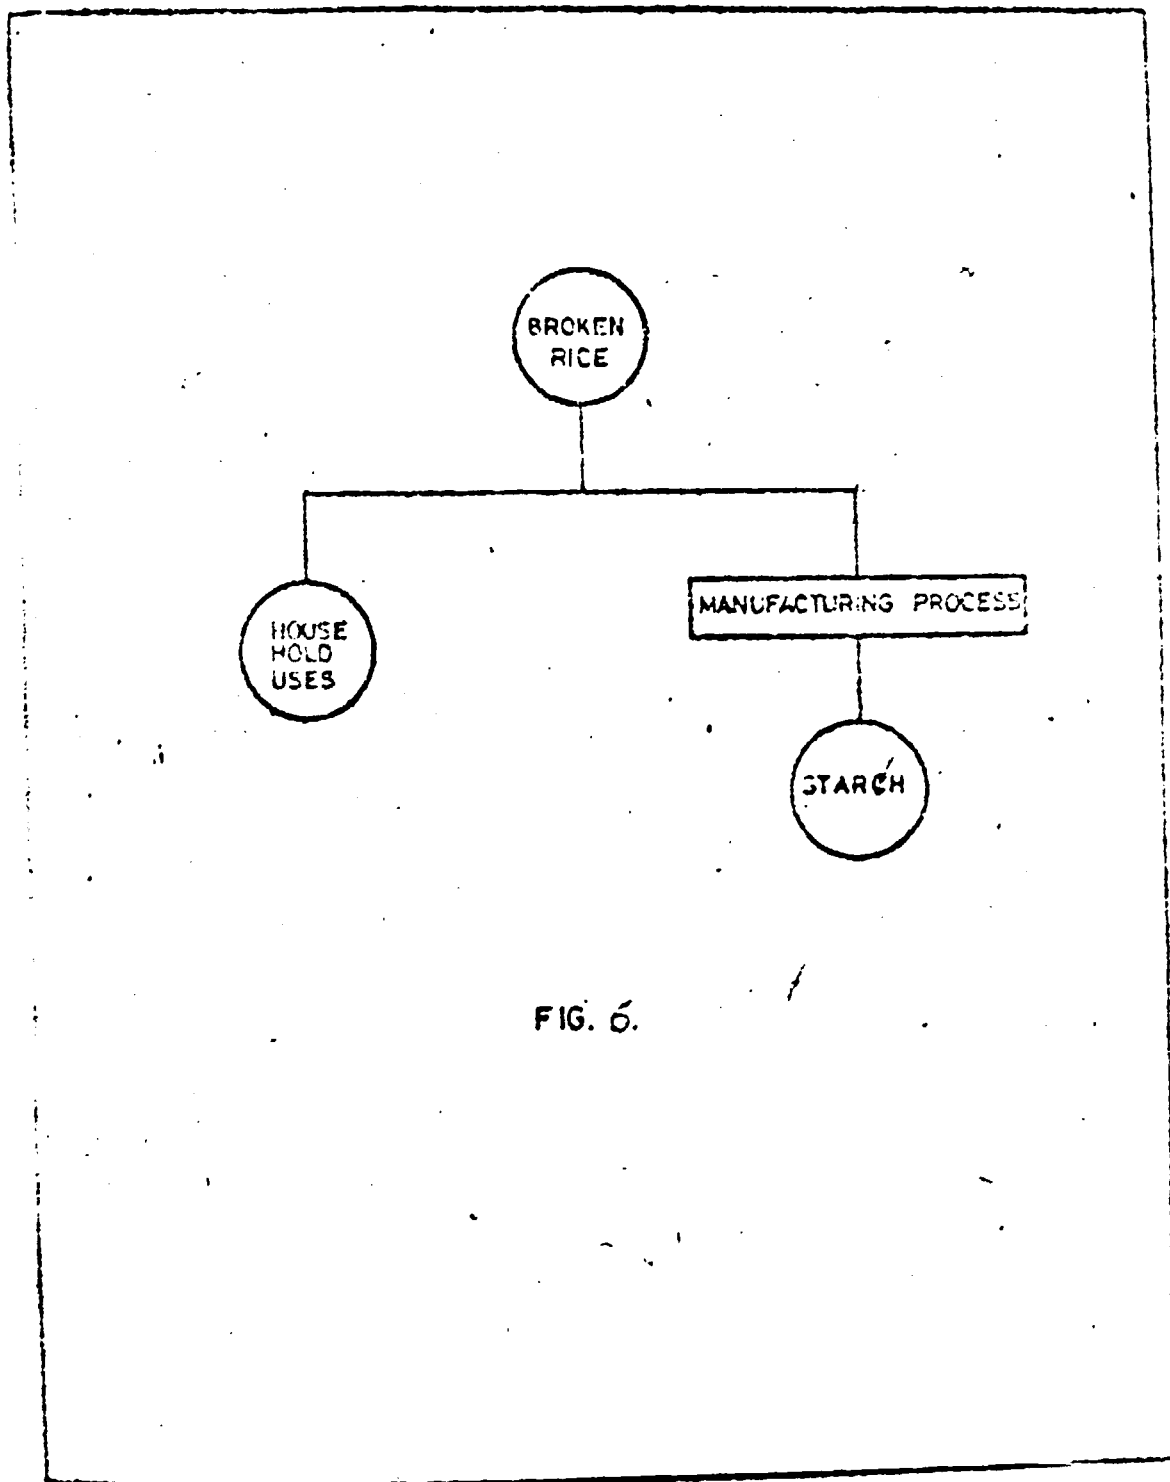 BROKEN
RICE
HOUSE
HOLD
USES
MANUFACTURING PROCESS
STARCH
FIG. 6.